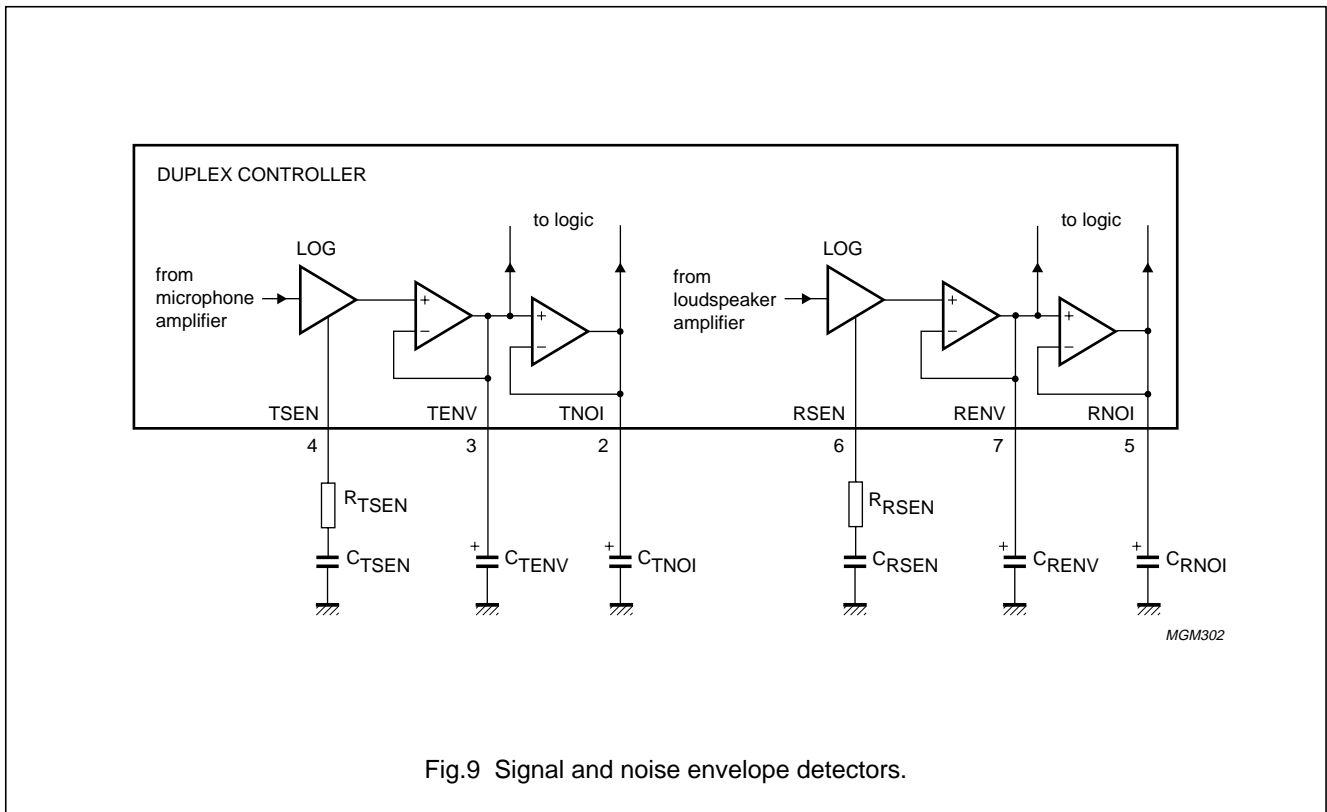 DUPLEX CONTROLLER
to logic
to logic
LOG
LOG
from
microphone
amplifier
from
loudspeaker
amplifier
+
−
+
−
+
−
+
−
TSEN
TENV
TNOI
RSEN
RENV
RNOI
4
3
2
6
7
5
RTSEN
RRSEN
CTSEN
+
CTENV
+
CTNOI
CRSEN
+
CRENV
+
CRNOI
MGM302
Fig.9 Signal and noise envelope detectors.